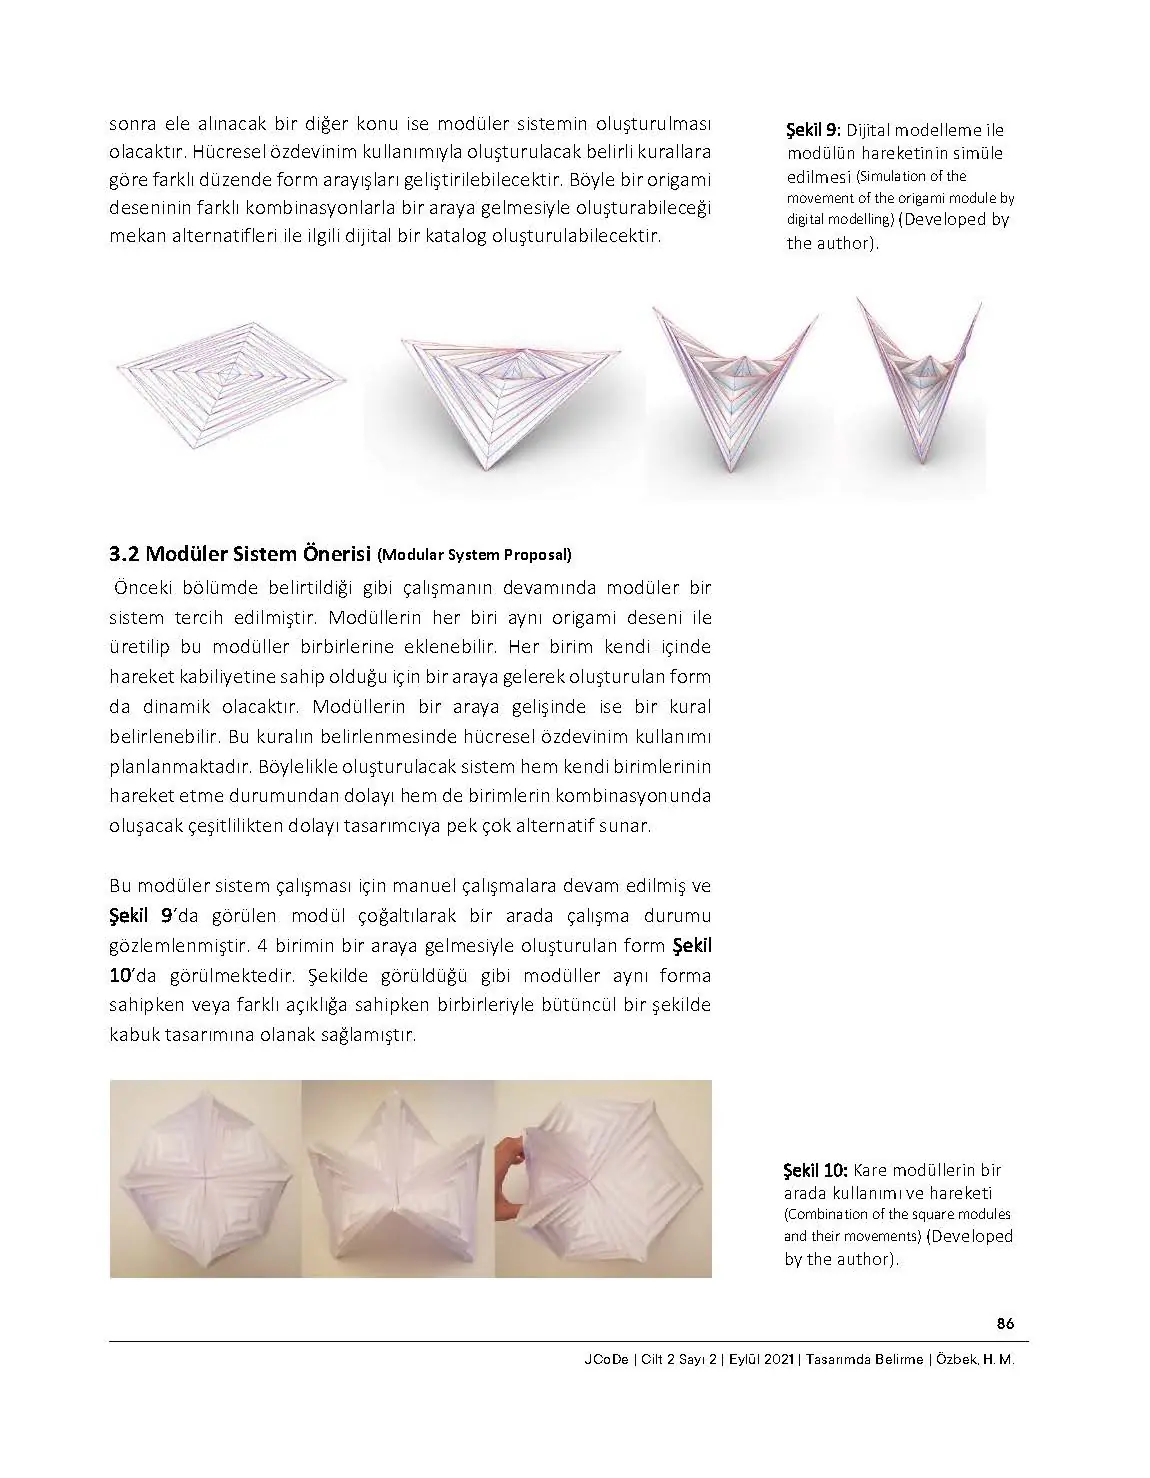 sonra ele alınacak bir diğer konu ise modüler sistemin oluşturulması
olacaktır. Hücresel özdevinim kullanımıyla oluşturulacak belirli kurallara
göre farklı düzende form arayışları geliştirilebilecektir. Böyle bir origami
deseninin farklı kombinasyonlarla bir araya gelmesiyle oluşturabileceği
mekan alternatifleri ile ilgili dijital bir katalog oluşturulabilecektir.
Şekil 9: Dijital modelleme ile
modülün hareketinin simüle
edilmesi (Simulation of the
movement of the origami module by
digital modelling) (Developed by
the author).
3.2 Modüler Sistem Önerisi (Modular System Proposal)
Önceki bölümde belirtildiği gibi çalışmanın devamında modüler bir
sistem tercih edilmiştir. Modüllerin her biri aynı origami deseni ile
üretilip bu modüller birbirlerine eklenebilir. Her birim kendi içinde
hareket kabiliyetine sahip olduğu için bir araya gelerek oluşturulan form
da dinamik olacaktır. Modüllerin bir araya gelişinde ise bir kural
belirlenebilir. Bu kuralın belirlenmesinde hücresel özdevinim kullanımı
planlanmaktadır. Böylelikle oluşturulacak sistem hem kendi birimlerinin
hareket etme durumundan dolayı hem de birimlerin kombinasyonunda
oluşacak çeşitlilikten dolayı tasarımcıya pek çok alternatif sunar.
Bu modüler sistem çalışması için manuel çalışmalara devam edilmiş ve
Şekil 9’da görülen modül çoğaltılarak bir arada çalışma durumu
gözlemlenmiştir. 4 birimin bir araya gelmesiyle oluşturulan form Şekil
10’da görülmektedir. Şekilde görüldüğü gibi modüller aynı forma
sahipken veya farklı açıklığa sahipken birbirleriyle bütüncül bir şekilde
kabuk tasarımına olanak sağlamıştır.
Şekil 10: Kare modüllerin bir
arada kullanımı ve hareketi
(Combination of the square modules
and their movements) (Developed
by the author).
86
JCoDe | Cilt 2 Sayı 2 | Eylül 2021 | Tasarımda Belirme | Özbek, H. M.